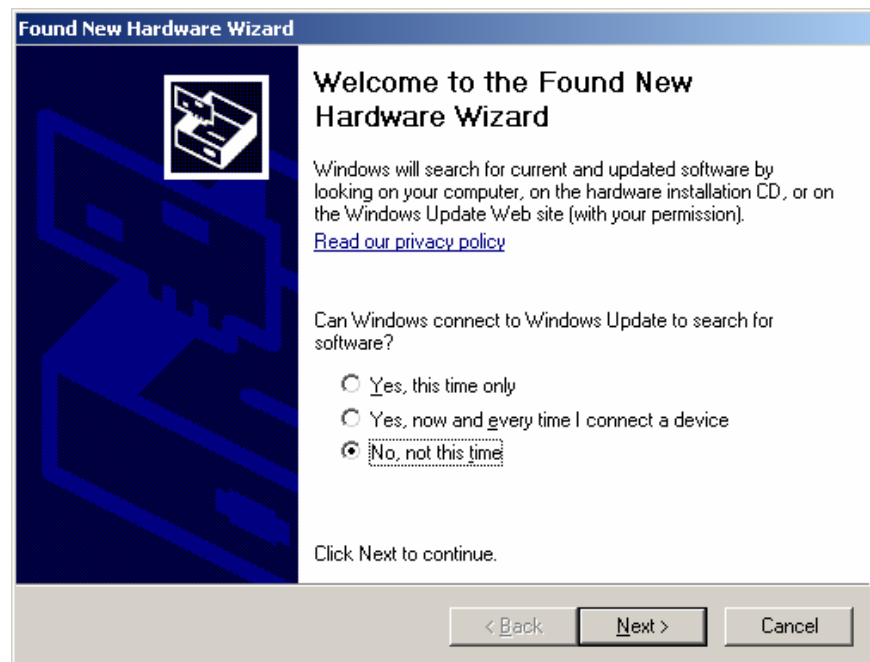 Found New Hardware Wizard
Welcome to the Found New
Hardware Wizard
Windows will search for current and updated software by
looking on your computer, on the hardware installation CD, or on
the Windows Update Web site (with your permission).
Read our privacy policy
Can Windows connect to Windows Update to search for
software?
Yes, this time only
Yes, now and every time I connect a device
No, not this time
Click Next to continue.
< Back Next > Cancel